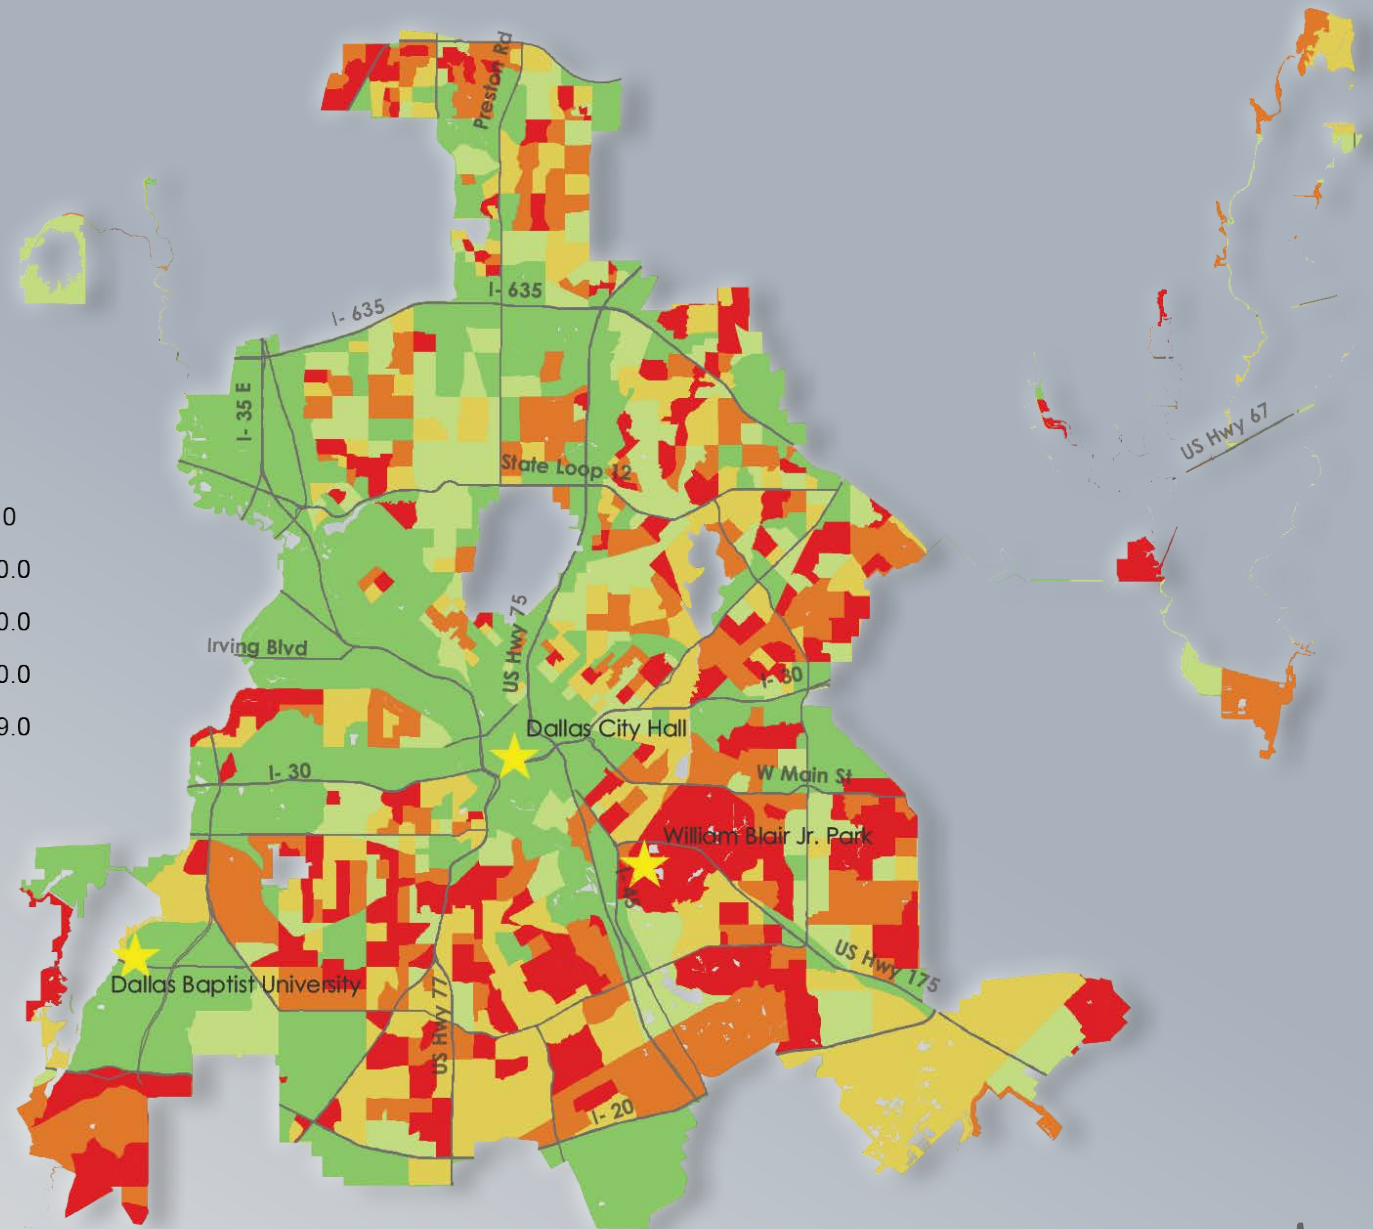 Preston Rd
I- 635
I- 635
I-35 E
US Hwy 67
State Loop 12
0
0.0
0.0
0.0
9.0
US Hwy 75
Irving Blvd
I- 30
Dallas City Hall
I- 30
W Main St
William Blair Jr. Park
I-45
US Hwy 175
Dallas Baptist University
US Hwy 77
I- 20